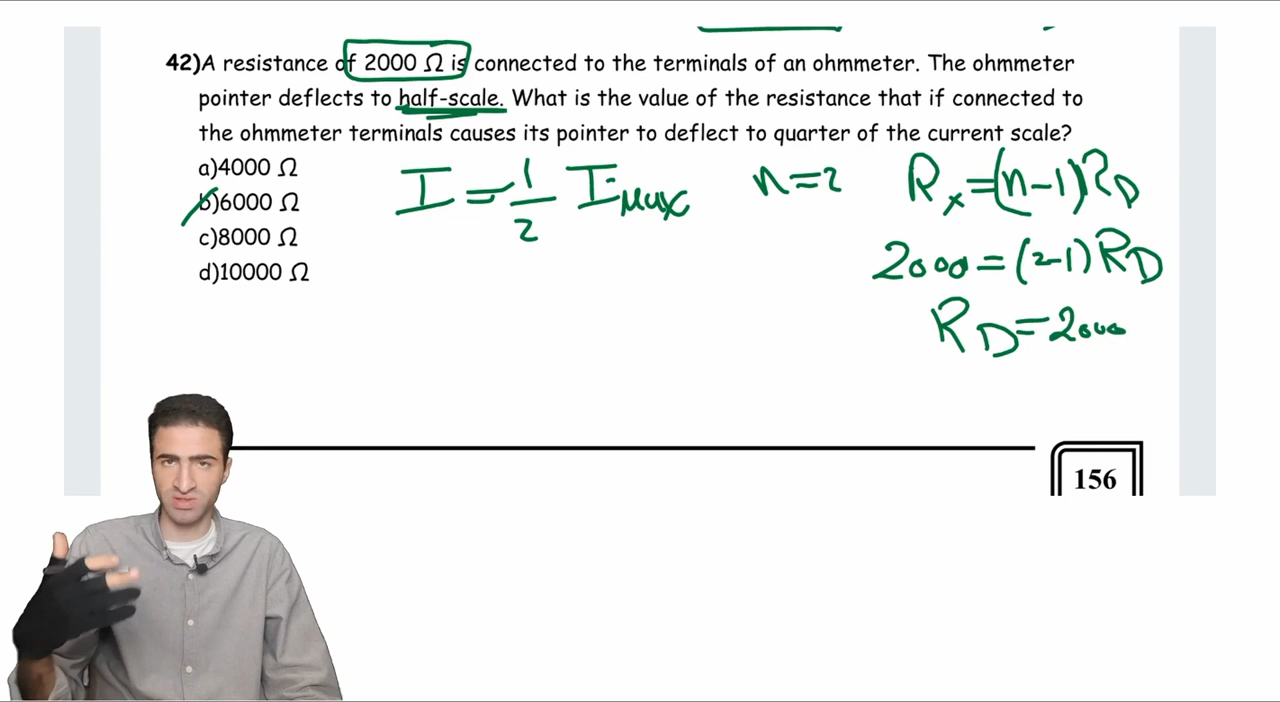 42)A resistance of 2000 Ω is connected to the terminals of an ohmmeter. The ohmmeter
pointer deflects to half-scale. What is the value of the resistance that if connected to
the ohmmeter terminals causes its pointer to deflect to quarter of the current scale?
a)4000 Ω
b)6000 Ω
c)8000 Ω
d)10000 Ω
I = 1/2 I max
n=2
Rx=(n-1)RD
2000=(2-1)RD
RD=2000
156